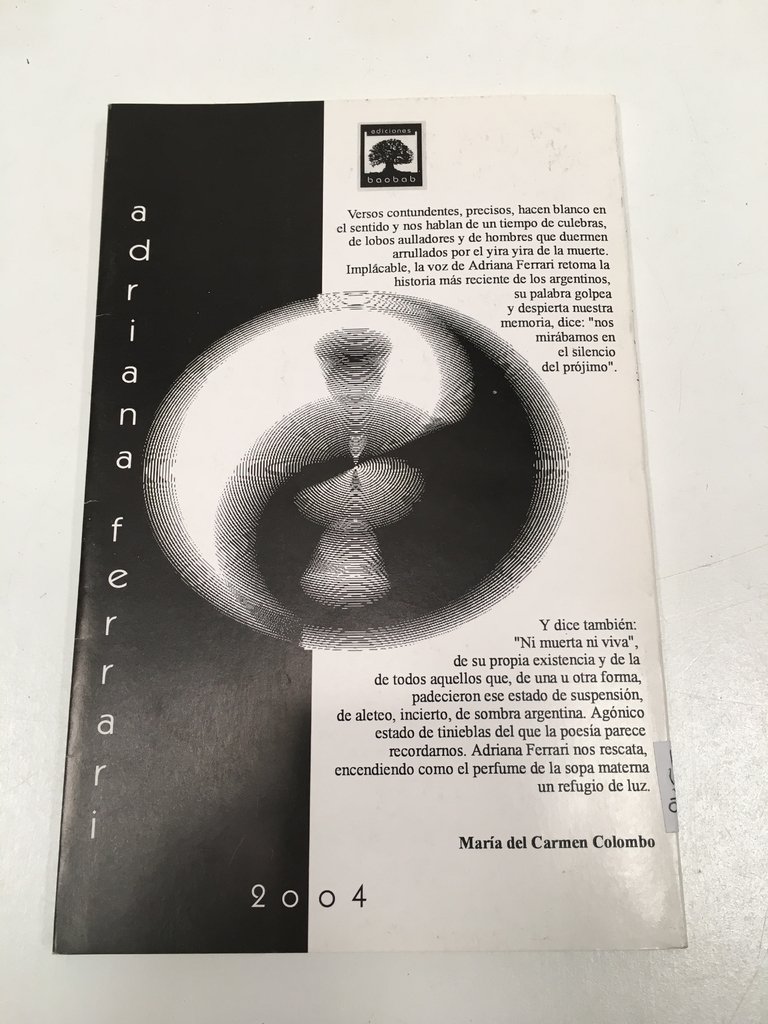 adriana ferrari
ediciones
baobab
Versos contundentes, precisos, hacen blanco en
el sentido y nos hablan de un tiempo de culebras,
de lobos aulladores y de hombres que duermen
arrullados por el yira yira de la muerte.
Implácable, la voz de Adriana Ferrari retoma la
historia más reciente de los argentinos,
su palabra golpea
y despierta nuestra
memoria, dice: "nos
mirábamos en
el silencio
del prójimo".
Y dice también:
"Ni muerta ni viva",
de su propia existencia y de la
de todos aquellos que, de una u otra forma,
padecieron ese estado de suspensión,
de aleteo, incierto, de sombra argentina. Agónico
estado de tinieblas del que la poesía parece
recordarnos. Adriana Ferrari nos rescata,
encendiendo como el perfume de la sopa materna
un refugio de luz.
María del Carmen Colombo
2004